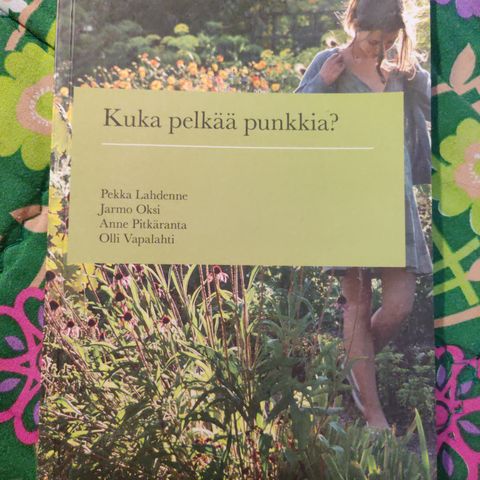 Kuka pelkää punkkia?
Pekka Lahdenne
Jarmo Oksi
Anne Pitkäranta
Olli Vapalahti